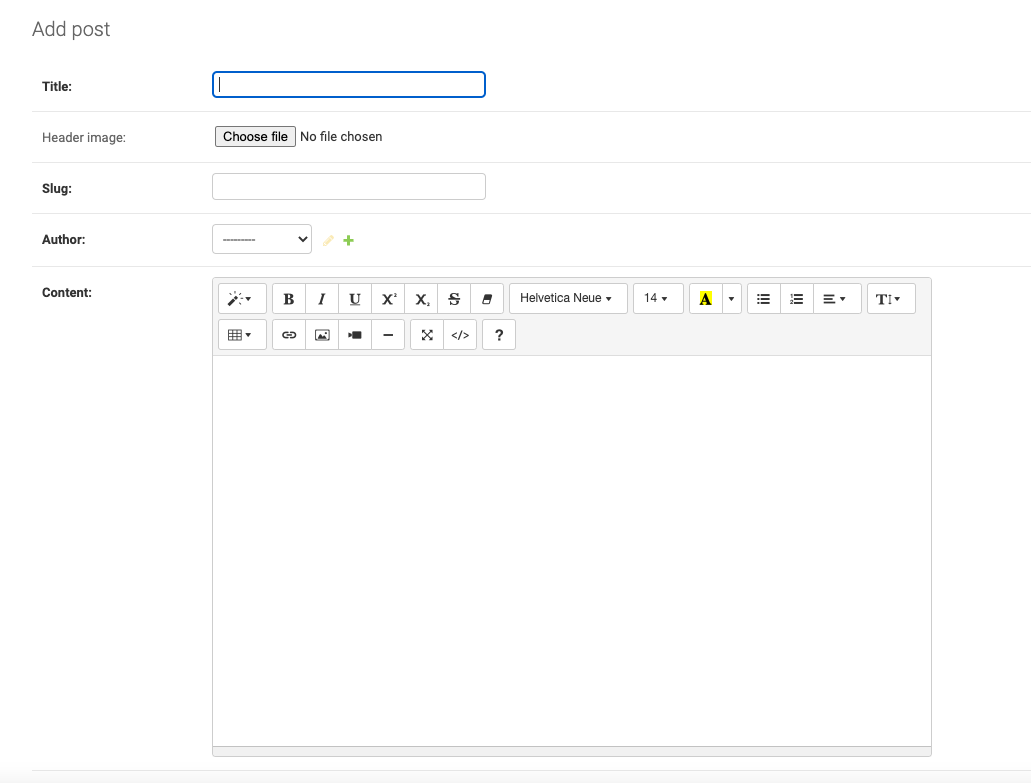 Add post
Title:
Header image: Choose file No file chosen
Slug:
Author: ---------
Content:
B I U X² X₂ S Helvetica Neue 14 A T
</> ?